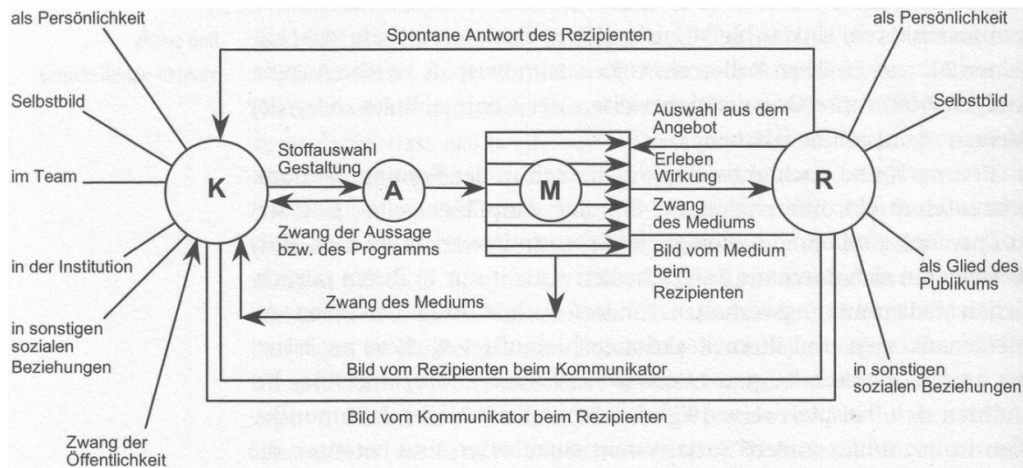 als Persönlichkeit
Selbstbild
im Team
in der Institution
in sonstigen
sozialen
Beziehungen
Zwang der
Öffentlichkeit
Spontane Antwort des Rezipienten
K
Stoffauswahl
Gestaltung
A
Zwang der Aussage
bzw. des Programms
Zwang des Mediums
M
Auswahl aus dem
Angebot
Erleben
Wirkung
Zwang
des Mediums
Bild vom Medium
beim
Rezipienten
R
Bild vom Rezipienten beim Kommunikator
Bild vom Kommunikator beim Rezipienten
als Persönlichkeit
Selbstbild
als Glied des
Publikums
in sonstigen
sozialen Beziehungen